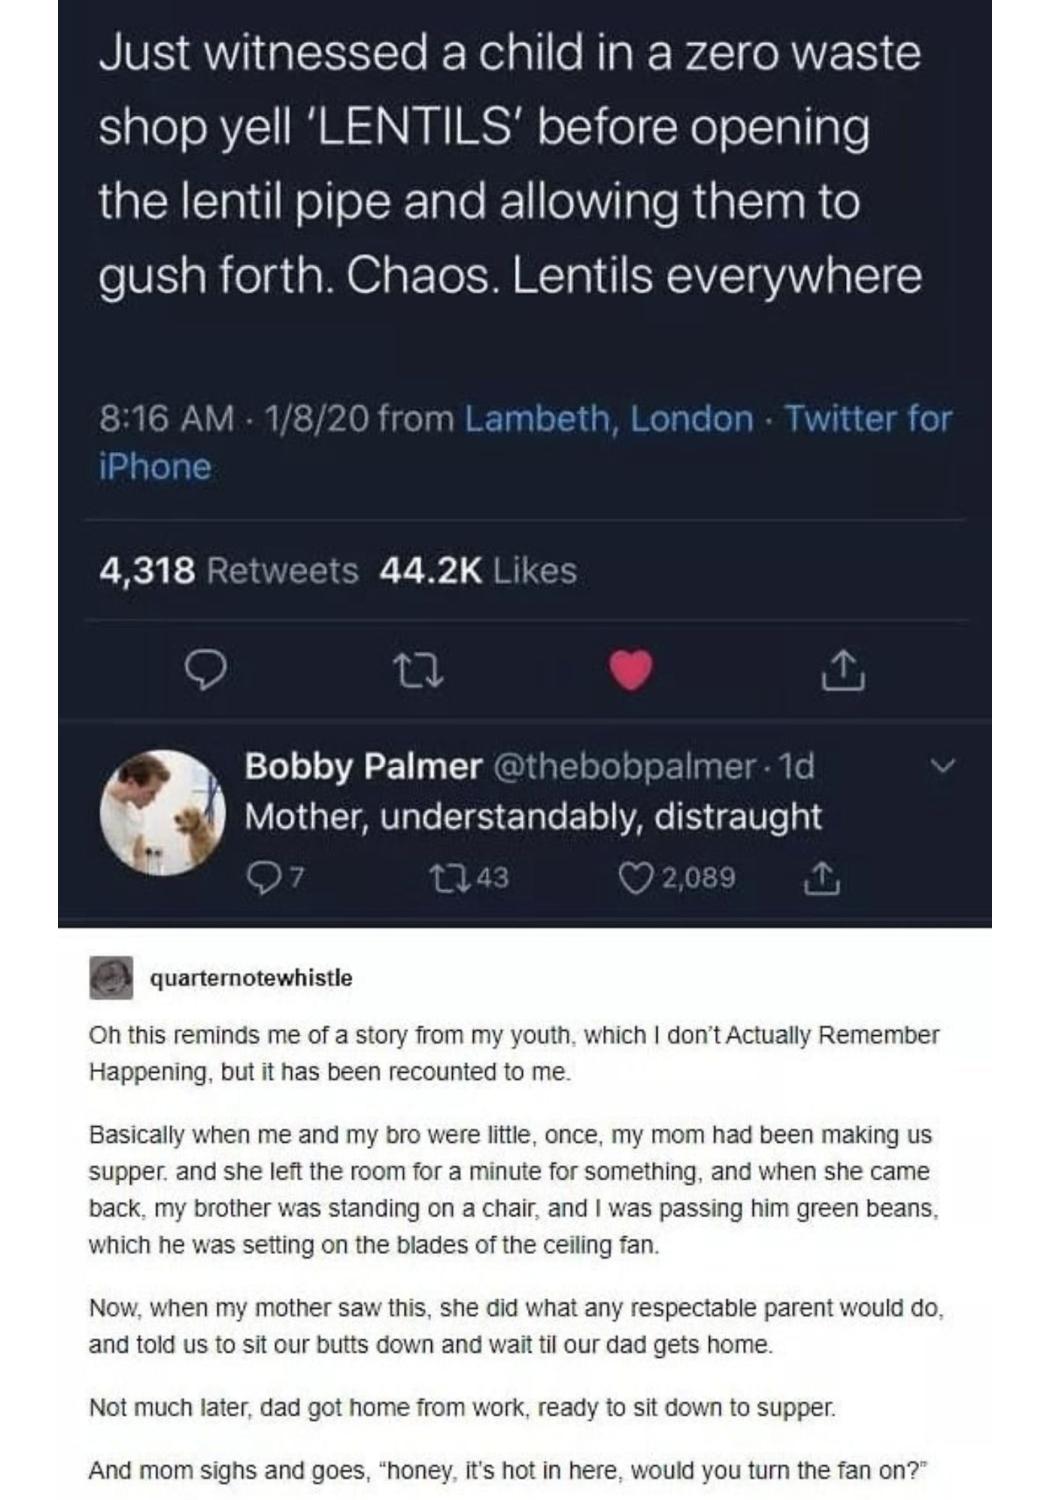 Just witnessed a child in a zero waste
shop yell 'LENTILS' before opening
the lentil pipe and allowing them to
gush forth. Chaos. Lentils everywhere
8:16 AM · 1/8/20 from Lambeth, London · Twitter for
iPhone
4,318 Retweets 44.2K Likes
Bobby Palmer @thebobpalmer · 1d
Mother, understandably, distraught
7 43 2,089
quarternotewhistle
Oh this reminds me of a story from my youth, which I don't Actually Remember
Happening, but it has been recounted to me.
Basically when me and my bro were little, once, my mom had been making us
supper. and she left the room for a minute for something, and when she came
back, my brother was standing on a chair, and I was passing him green beans,
which he was setting on the blades of the ceiling fan.
Now, when my mother saw this, she did what any respectable parent would do,
and told us to sit our butts down and wait til our dad gets home.
Not much later, dad got home from work, ready to sit down to supper.
And mom sighs and goes, "honey, it's hot in here, would you turn the fan on?"